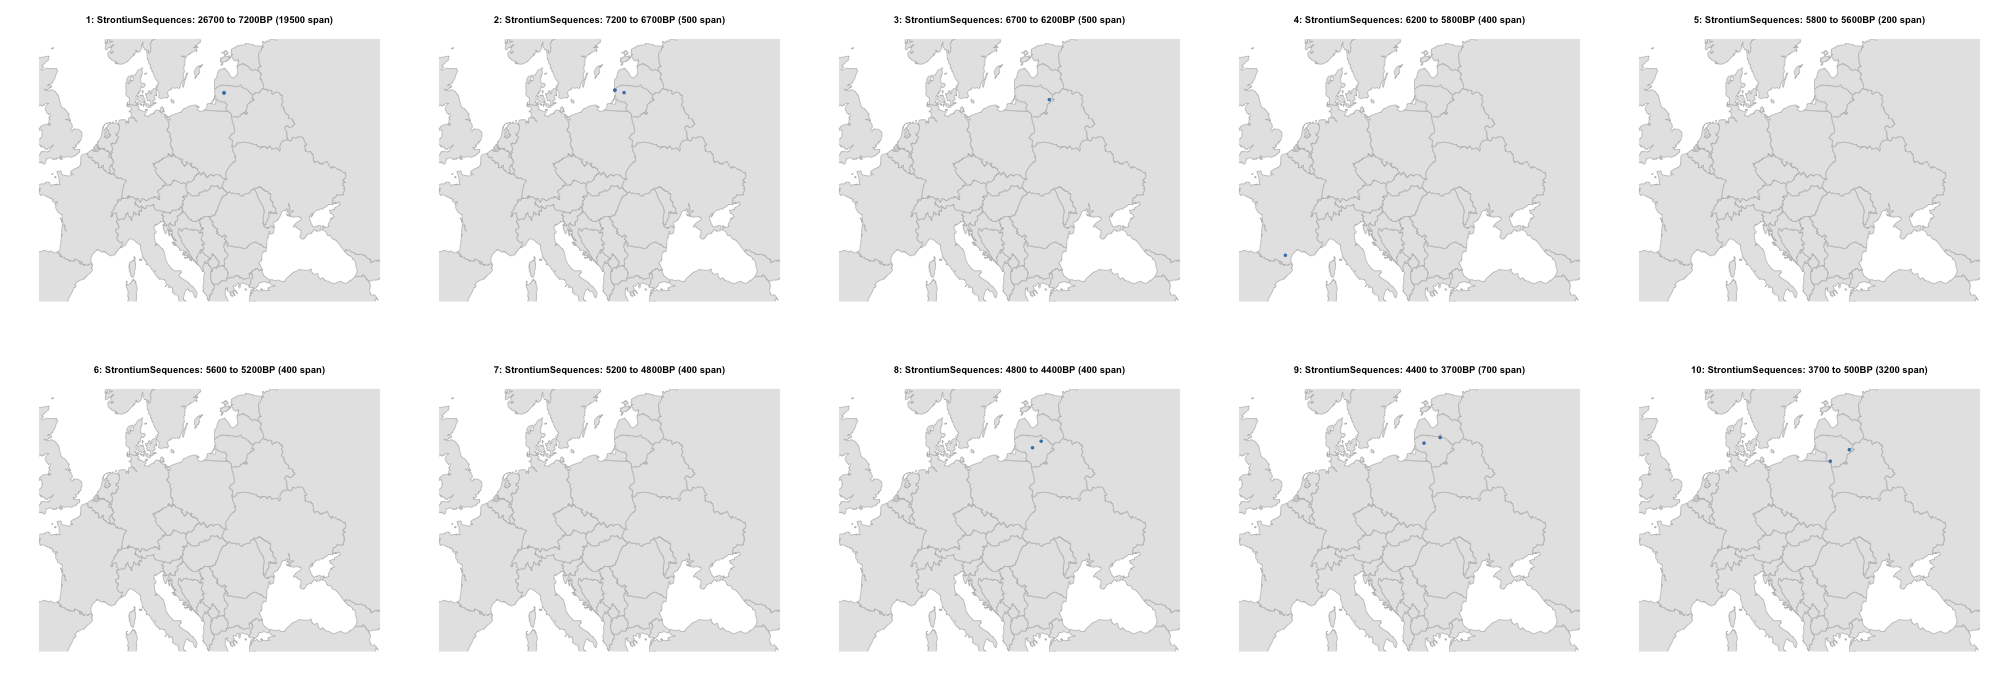 1: StrontiumSequences: 26700 to 7200BP (19500 span)
2: StrontiumSequences: 7200 to 6700BP (500 span)
3: StrontiumSequences: 6700 to 6200BP (500 span)
4: StrontiumSequences: 6200 to 5800BP (400 span)
5: StrontiumSequences: 5800 to 5600BP (200 span)
6: StrontiumSequences: 5600 to 5200BP (400 span)
7: StrontiumSequences: 5200 to 4800BP (400 span)
8: StrontiumSequences: 4800 to 4400BP (400 span)
9: StrontiumSequences: 4400 to 3700BP (700 span)
10: StrontiumSequences: 3700 to 500BP (3200 span)